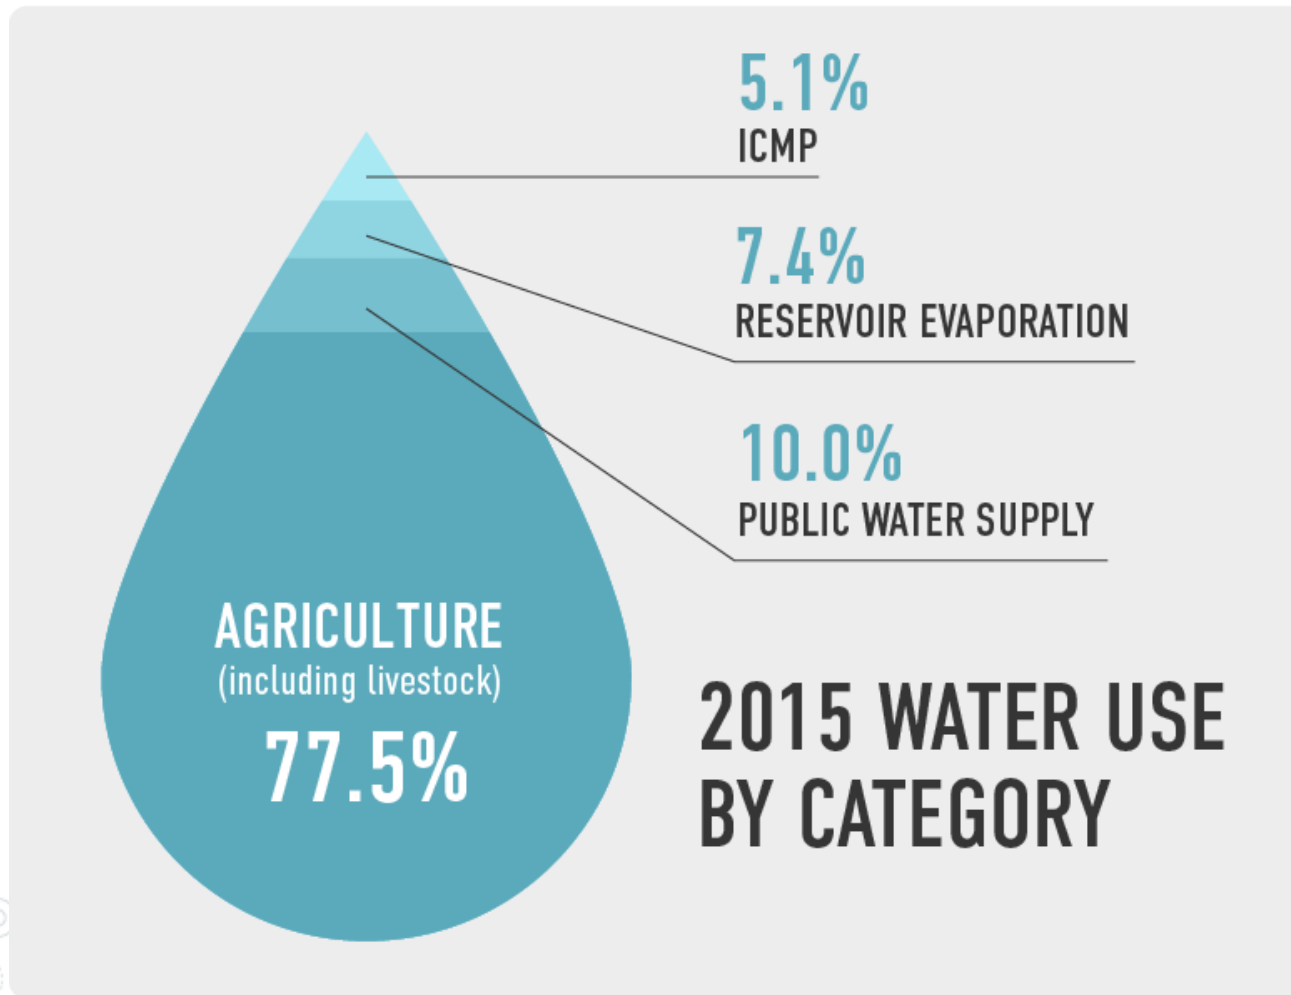 5.1%
ICMP
7.4%
RESERVOIR EVAPORATION
10.0%
PUBLIC WATER SUPPLY
AGRICULTURE
(including livestock)
77.5%
2015 WATER USE
BY CATEGORY